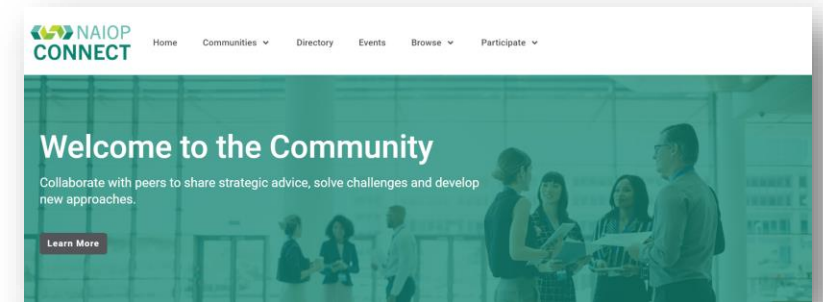 NAIOP
CONNECT
Home Communities Directory Events Browse Participate
Welcome to the Community
Collaborate with peers to share strategic advice, solve challenges and develop
new approaches.
Learn More